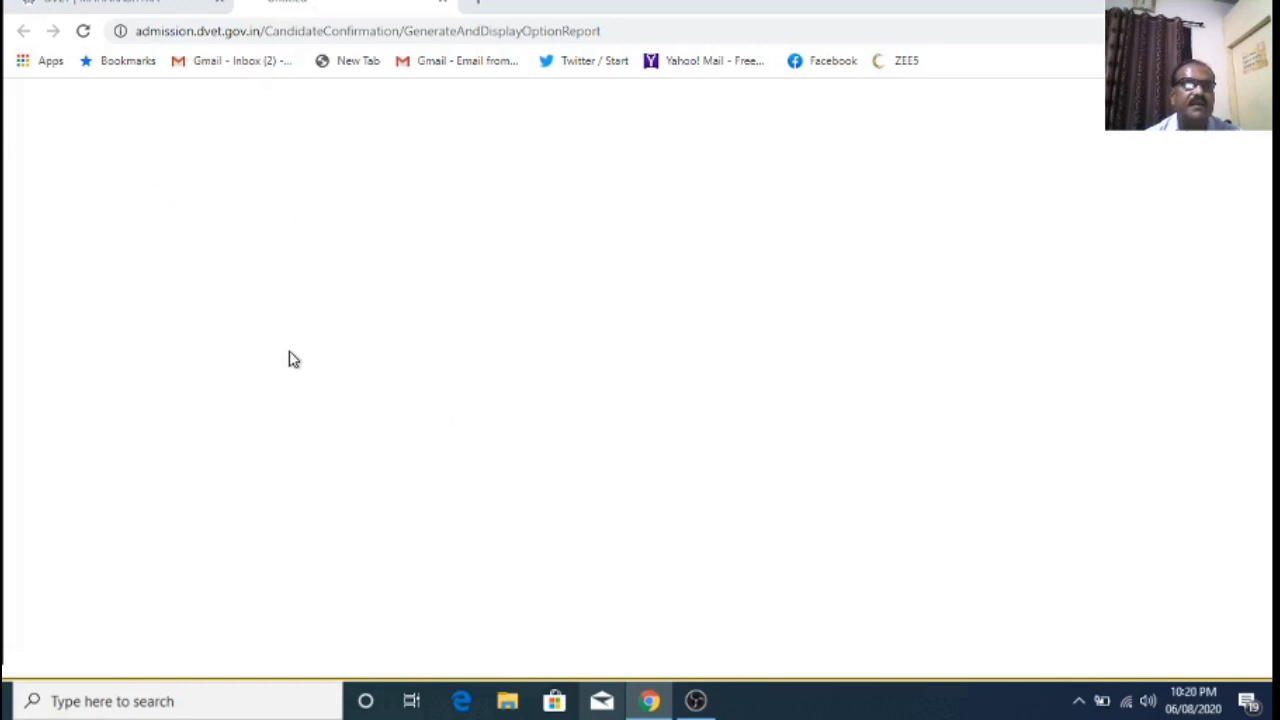 admission.dvet.gov.in/CandidateConfirmation/GenerateAndDisplayOptionReport
Apps Bookmarks Gmail - Inbox (2) -... New Tab Gmail - Email from... Twitter / Start Yahoo! Mail - Free... Facebook ZEE5
Type here to search
10:20 PM
06/08/2020
19